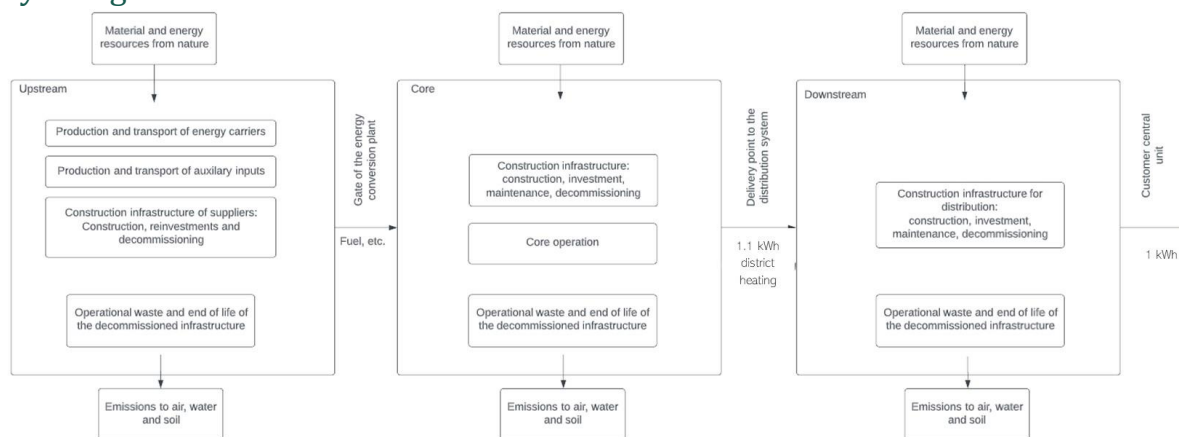 Material and energy
resources from nature
Upstream
Production and transport of energy carriers
Production and transport of auxilary inputs
Construction infrastructure of suppliers:
Construction, reinvestments and
decommissioning
Operational waste and end of life of
the decommissioned infrastructure
Emissions to air, water
and soil
Gate of the energy
conversion plant
Fuel, etc.
Material and energy
resources from nature
Core
Construction infrastructure:
construction, investment,
maintenance, decommissioning
Core operation
Operational waste and end of life of
the decommissioned infrastructure
Emissions to air, water
and soil
Delivery point to the
distribution system
1.1 kWh
district
heating
Material and energy
resources from nature
Downstream
Construction infrastructure for
distribution:
construction, investment,
maintenance, decommissioning
Operational waste and end of life of
the decommissioned infrastructure
Emissions to air, water
and soil
Customer central
unit
1 kWh